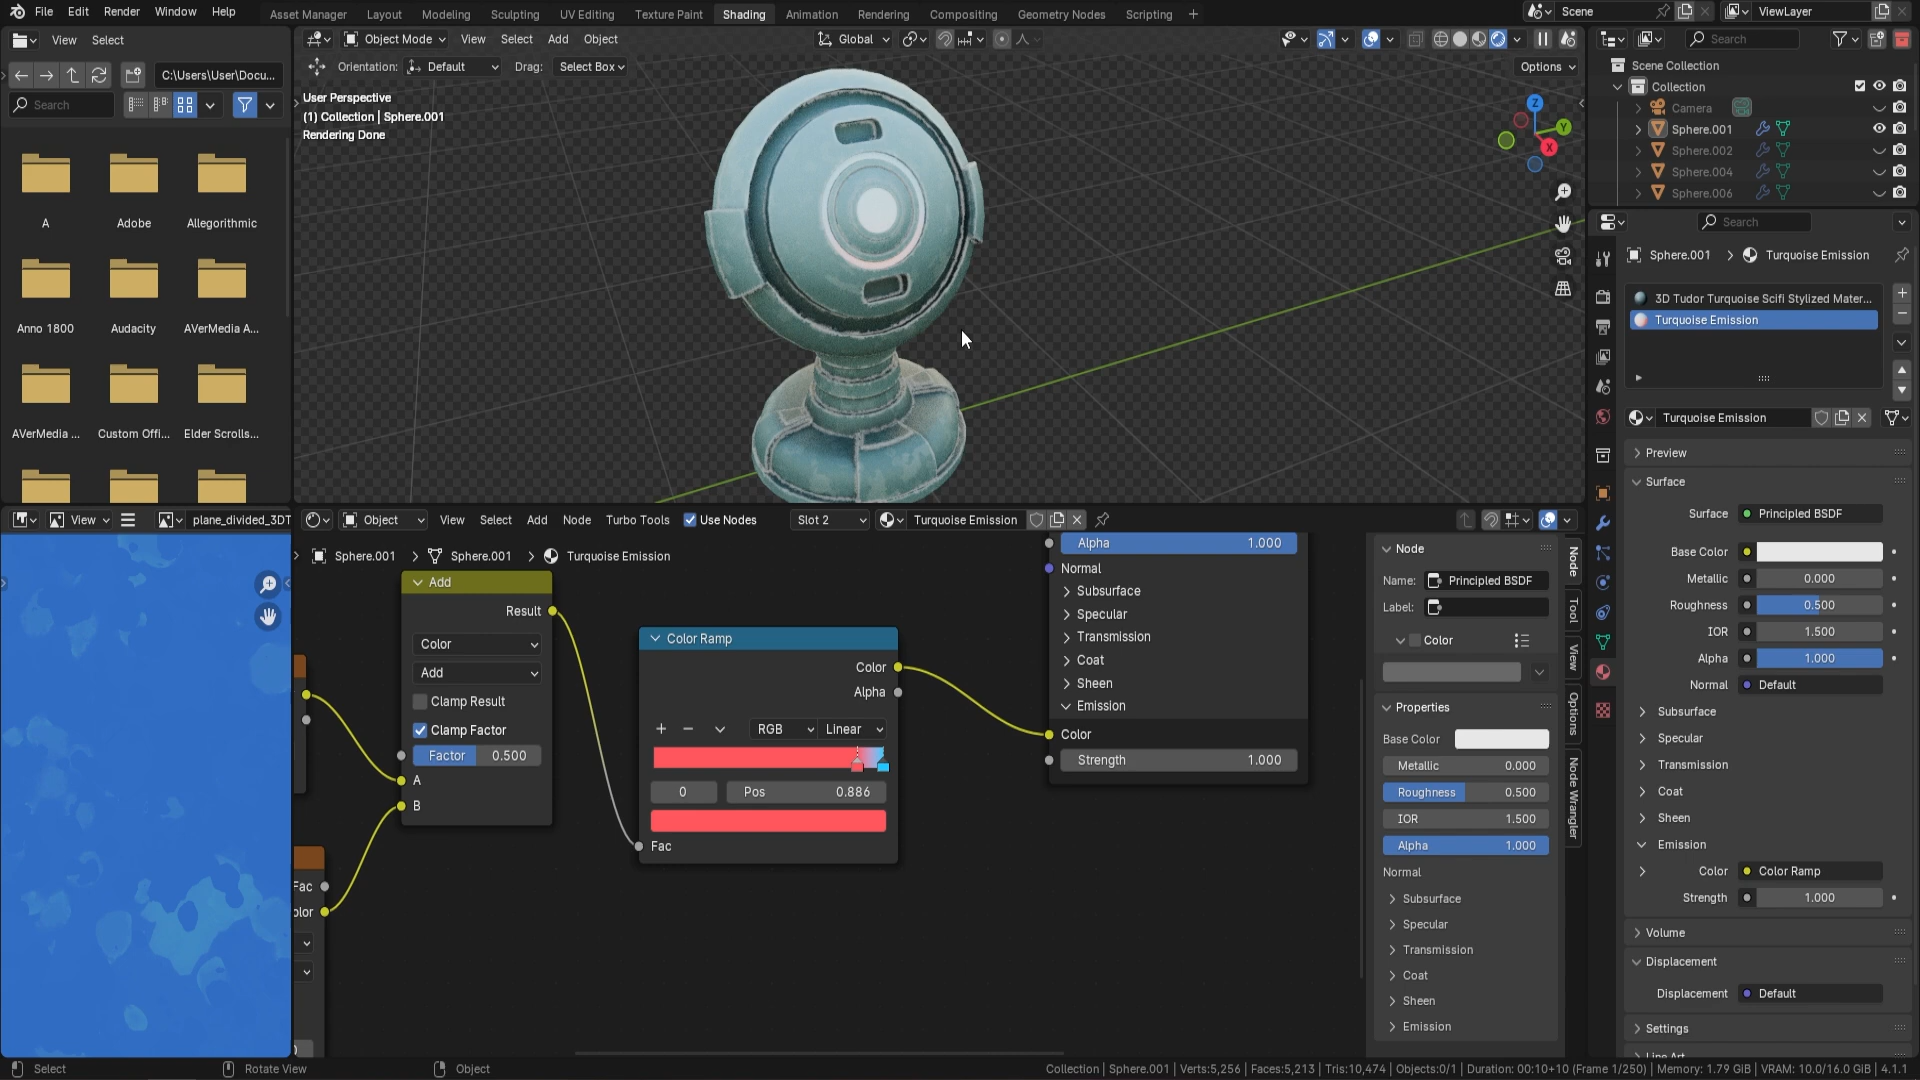 File Edit Render Window Help
Asset Manager Layout Modeling Sculpting UV Editing Texture Paint Shading Animation Rendering Compositing Geometry Nodes Scripting +
Scene ViewLayer
View Select
C:\Users\User\Docu...
Search
A Adobe Allegorithmic
Anno 1800 Audacity AVerMedia A...
AVerMedia ... Custom Offi... Elder Scrolls...
Object Mode View Select Add Object Global
Orientation: Default Drag: Select Box Options
User Perspective
(1) Collection | Sphere.001
Rendering Done
Z
Y
X
Search
Scene Collection
Collection
Camera
Sphere.001
Sphere.002
Sphere.004
Sphere.006
Search
Sphere.001 > Turquoise Emission
3D Tudor Turquoise Scifi Stylized Mater...
Turquoise Emission
Turquoise Emission
Preview
Surface
Surface Principled BSDF
Base Color
Metallic 0.000
Roughness 0.500
IOR 1.500
Alpha 1.000
Normal Default
Subsurface
Specular
Transmission
Coat
Sheen
Emission
Color Color Ramp
Strength 1.000
Volume
Displacement
Displacement Default
Settings
Line Art
View plane_divided_3DT
Object View Select Add Node Turbo Tools Use Nodes Slot 2 Turquoise Emission
Sphere.001 > Sphere.001 > Turquoise Emission
Add
Result
Color
Add
Clamp Result
Clamp Factor
Factor 0.500
A
B
Fac
olor
Color Ramp
Color
Alpha
+ − RGB Linear
0 Pos 0.886
Fac
Alpha 1.000
Normal
Subsurface
Specular
Transmission
Coat
Sheen
Emission
Color
Strength 1.000
Node
Name: Principled BSDF
Label:
Color
Properties
Base Color
Metallic 0.000
Roughness 0.500
IOR 1.500
Alpha 1.000
Normal
Subsurface
Specular
Transmission
Coat
Sheen
Emission
Node
Tool
View
Options
Node Wrangler
Select Rotate View Object
Collection | Sphere.001 | Verts:5,256 | Faces:5,213 | Tris:10,474 | Objects:0/1 | Duration: 00:10+10 (Frame 1/250) | Memory: 1.79 GiB | VRAM: 10.0/16.0 GiB | 4.1.1